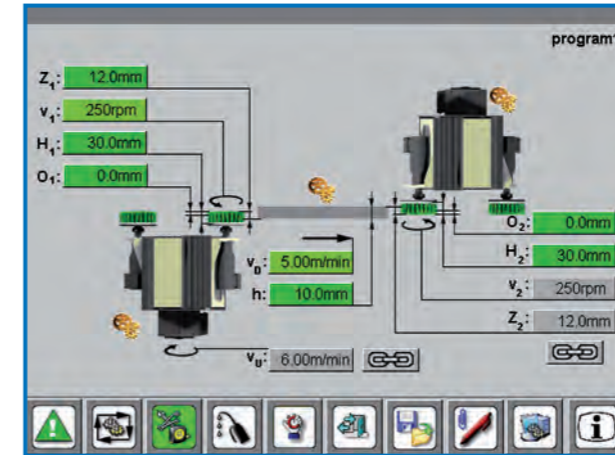 program1
Z1: 12.0mm
v1: 250rpm
H1: 30.0mm
O1: 0.0mm
O2: 0.0mm
vD: 5.00m/min
H2: 30.0mm
h: 10.0mm
v2: 250rpm
Z2: 12.0mm
vU: 6.00m/min
i